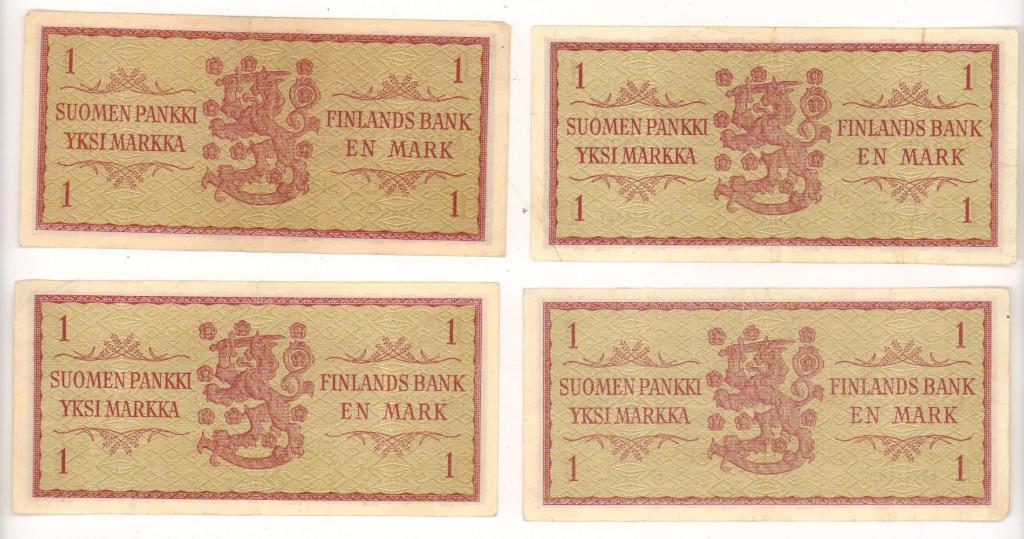 1 1
SUOMEN PANKKI FINLANDS BANK
YKSI MARKKA EN MARK
1 1
1 1
SUOMEN PANKKI FINLANDS BANK
YKSI MARKKA EN MARK
1 1
1 1
SUOMEN PANKKI FINLANDS BANK
YKSI MARKKA EN MARK
1 1
1 1
SUOMEN PANKKI FINLANDS BANK
YKSI MARKKA EN MARK
1 1